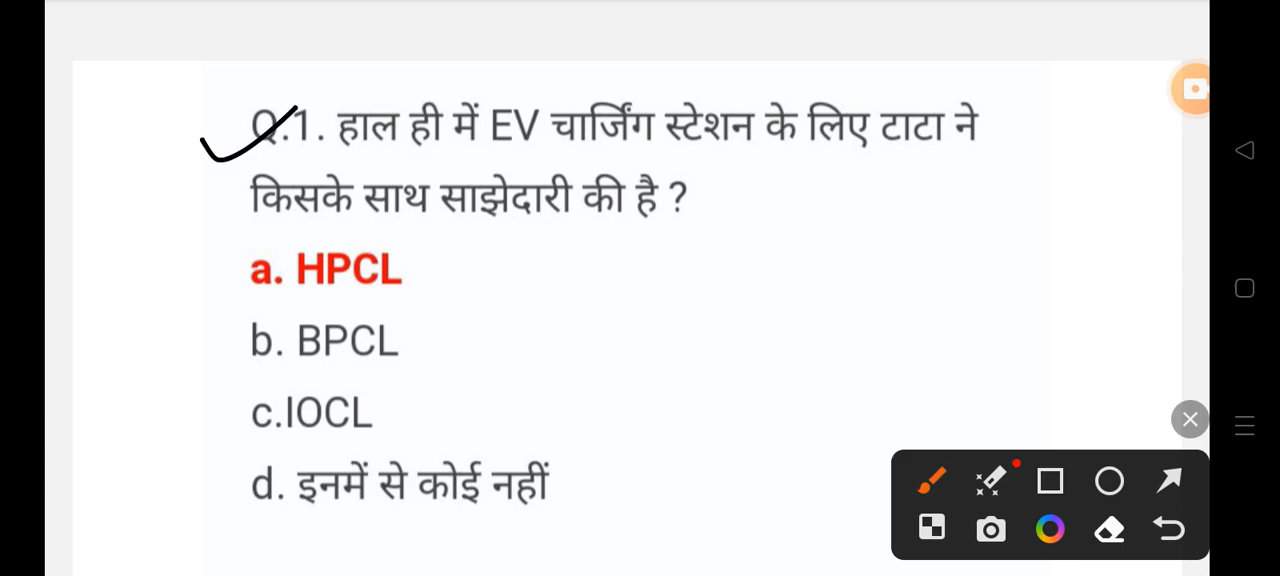 Q.1. हाल ही में EV चार्जिंग स्टेशन के लिए टाटा ने
किसके साथ साझेदारी की है ?
a. HPCL
b. BPCL
c.IOCL
d. इनमें से कोई नहीं